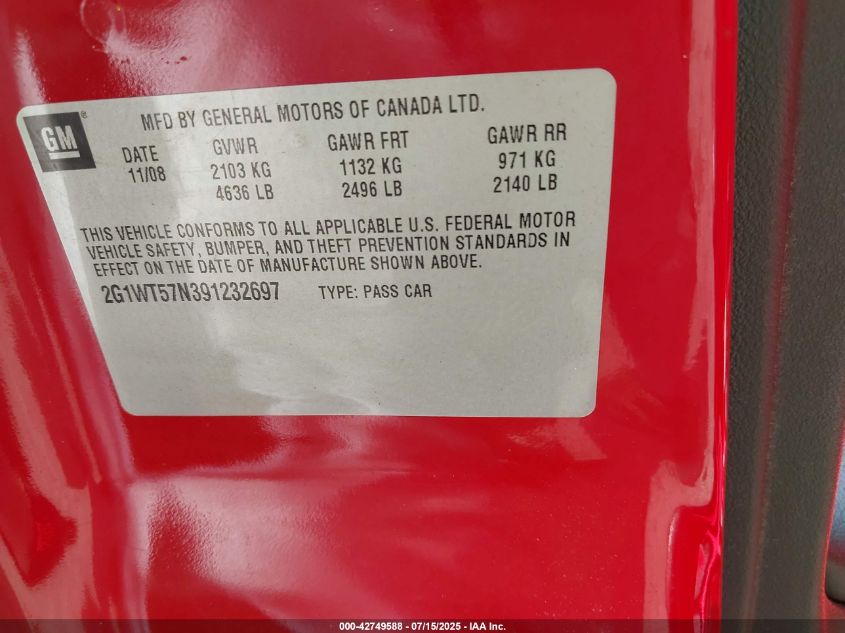 GM
®
MFD BY GENERAL MOTORS OF CANADA LTD.
DATE GVWR GAWR FRT GAWR RR
11/08 2103 KG 1132 KG 971 KG
4636 LB 2496 LB 2140 LB
THIS VEHICLE CONFORMS TO ALL APPLICABLE U.S. FEDERAL MOTOR
VEHICLE SAFETY, BUMPER, AND THEFT PREVENTION STANDARDS IN
EFFECT ON THE DATE OF MANUFACTURE SHOWN ABOVE.
2G1WT57N391232697 TYPE: PASS CAR
000-42749588 - 07/15/2025 - IAA Inc.